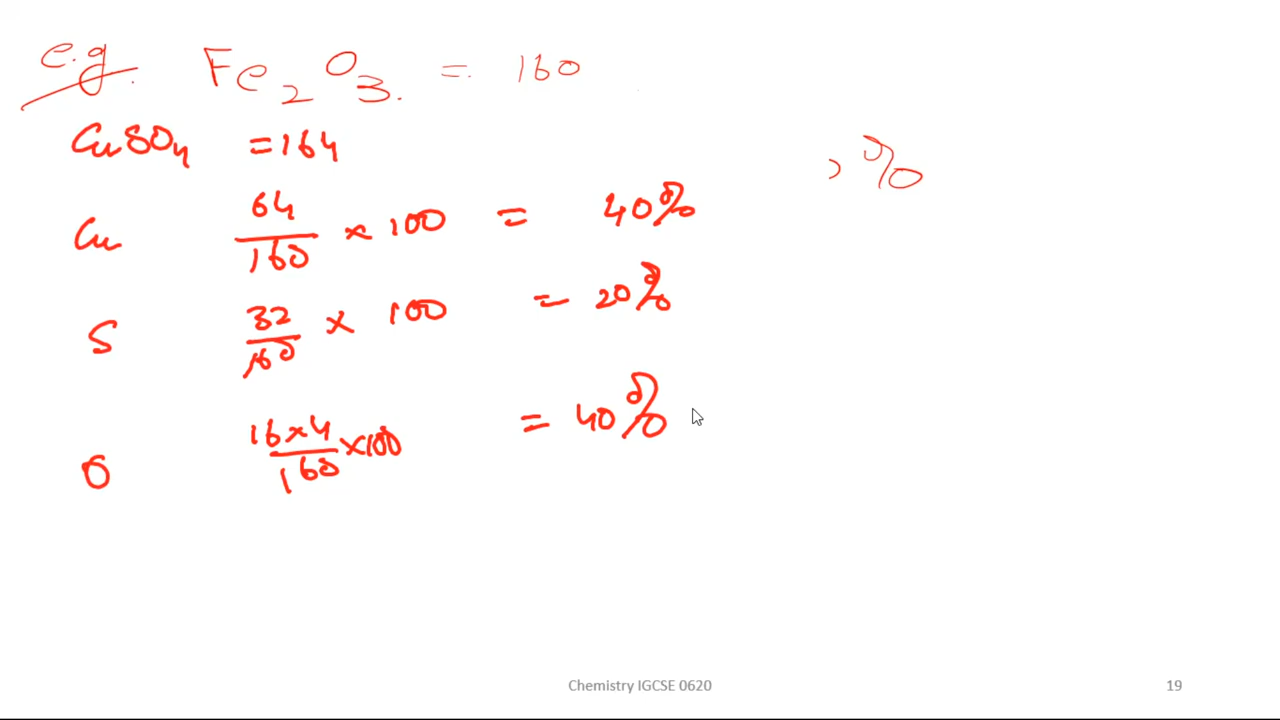 e.g. Fe₂O₃. = 160
CuSO₄ = 164
, %
Cu 64/160 × 100 = 40%
S 32/160 × 100 = 20%
O 16×4/160 ×100 = 40%
Chemistry IGCSE 0620 19